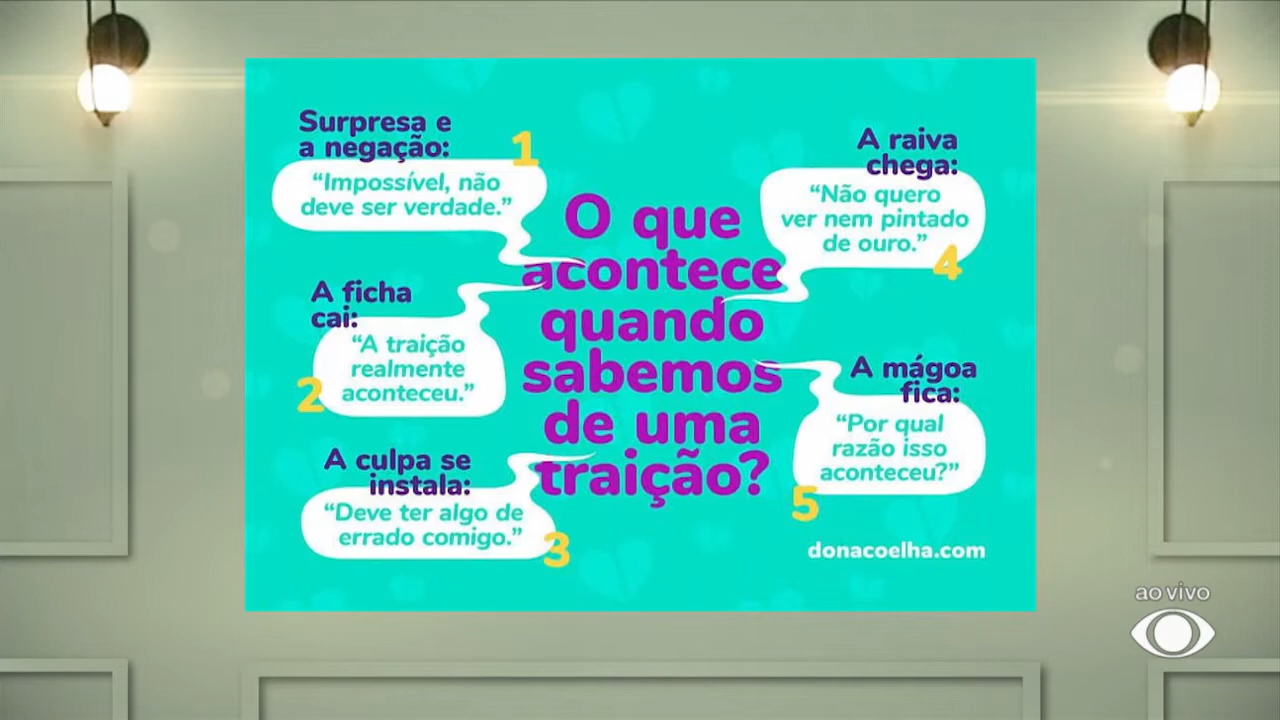 Surpresa e
a negação:
1
“Impossível, não
deve ser verdade.”
A ficha
cai:
“A traição
realmente
aconteceu.”
2
A culpa se
instala:
“Deve ter algo de
errado comigo.”
3
O que
acontece
quando
sabemos
de uma
traição?
A raiva
chega:
“Não quero
ver nem pintado
de ouro.”
4
A mágoa
fica:
“Por qual
razão isso
aconteceu?”
5
donacoelha.com
ao vivo